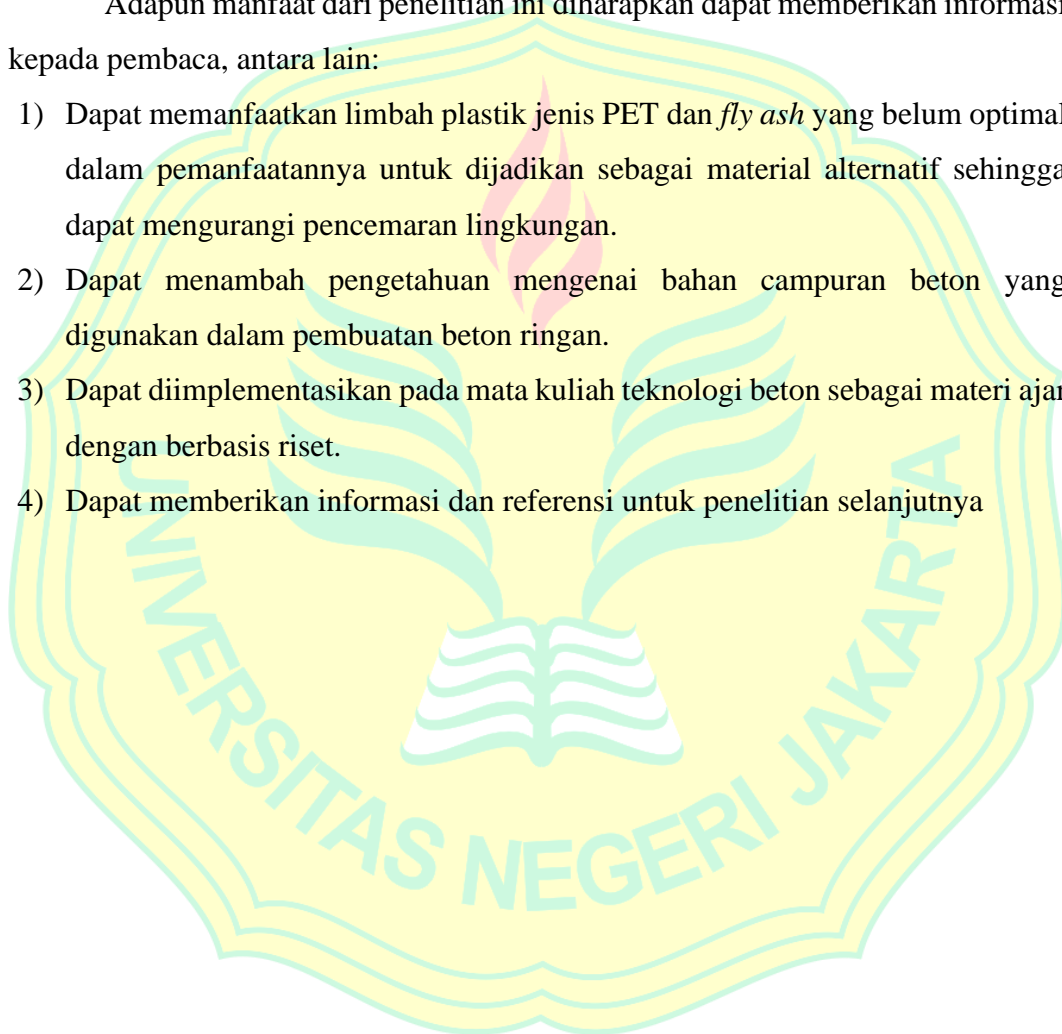 Adapun manfaat dari penelitian ini diharapkan dapat memberikan informasi
kepada pembaca, antara lain:
1) Dapat memanfaatkan limbah plastik jenis PET dan fly ash yang belum optimal
dalam pemanfaatannya untuk dijadikan sebagai material alternatif sehingga
dapat mengurangi pencemaran lingkungan.
2) Dapat menambah pengetahuan mengenai bahan campuran beton yang
digunakan dalam pembuatan beton ringan.
3) Dapat diimplementasikan pada mata kuliah teknologi beton sebagai materi ajar
dengan berbasis riset.
4) Dapat memberikan informasi dan referensi untuk penelitian selanjutnya
UNIVERSITAS NEGERI JAKARTA